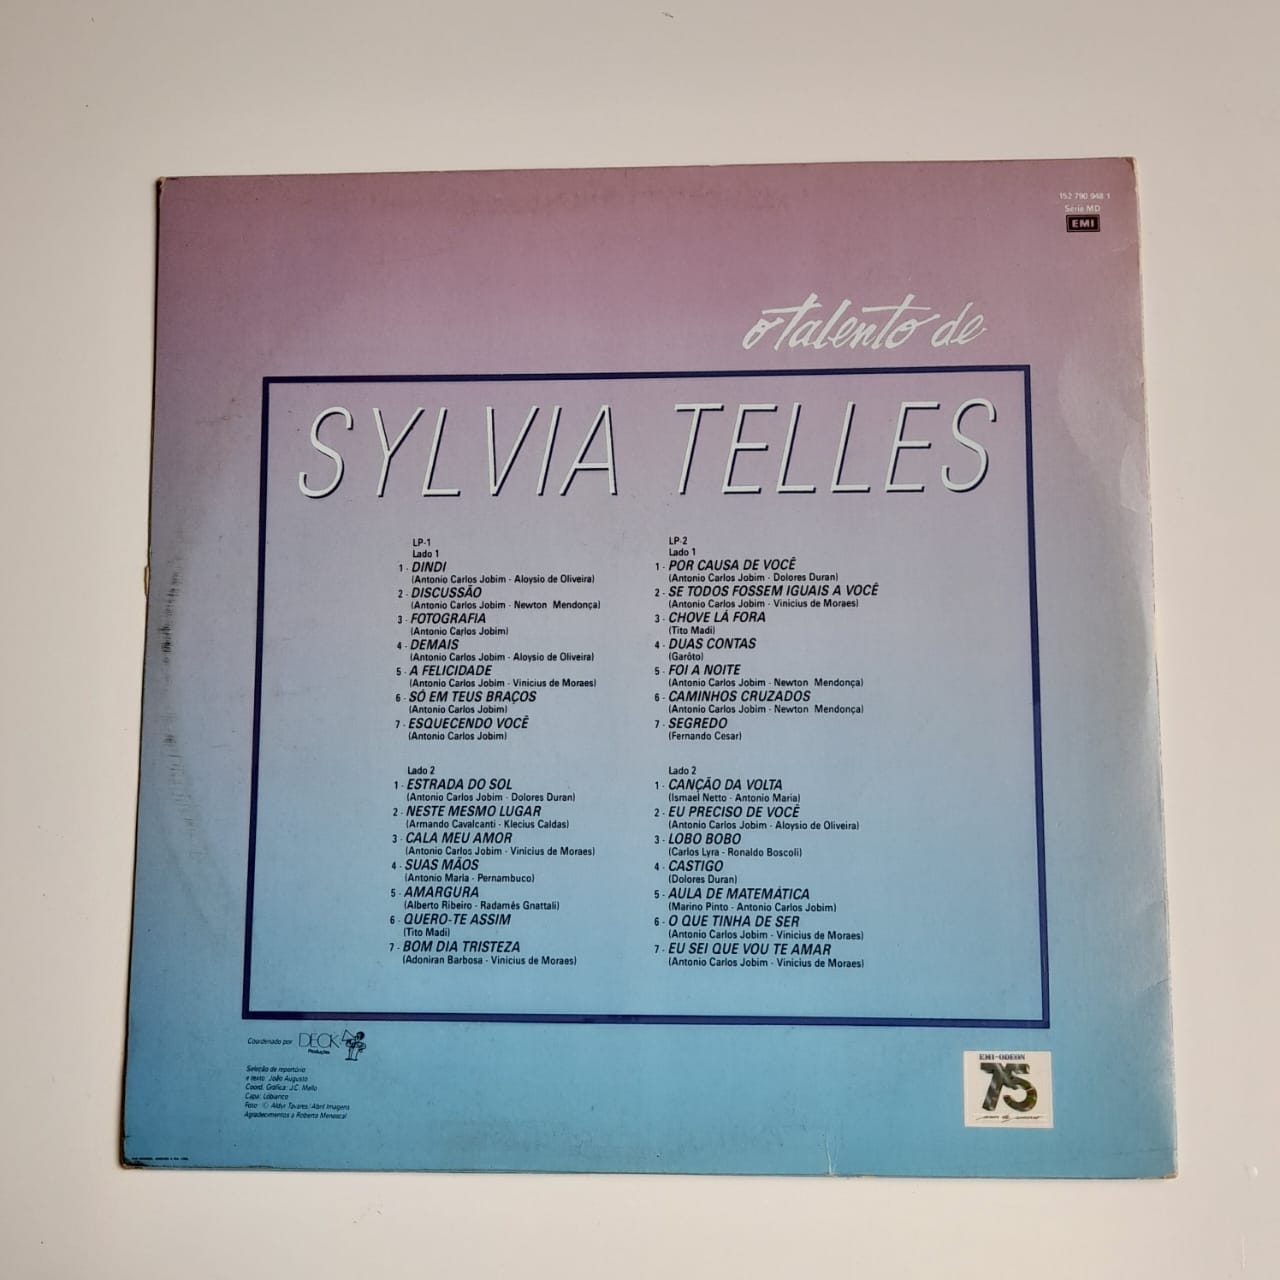 152 790 948 1
Série MD
EMI
o talento de
SYLVIA TELLES
LP-1
Lado 1
1 - DINDI
(Antonio Carlos Jobim - Aloysio de Oliveira)
2 - DISCUSSÃO
(Antonio Carlos Jobim - Newton Mendonça)
3 - FOTOGRAFIA
(Antonio Carlos Jobim)
4 - DEMAIS
(Antonio Carlos Jobim - Aloysio de Oliveira)
5 - A FELICIDADE
(Antonio Carlos Jobim - Vinicius de Moraes)
6 - SÓ EM TEUS BRAÇOS
(Antonio Carlos Jobim)
7 - ESQUECENDO VOCÊ
(Antonio Carlos Jobim)
Lado 2
1 - ESTRADA DO SOL
(Antonio Carlos Jobim - Dolores Duran)
2 - NESTE MESMO LUGAR
(Armando Cavalcanti - Klecius Caldas)
3 - CALA MEU AMOR
(Antonio Carlos Jobim - Vinicius de Moraes)
4 - SUAS MÃOS
(Antonio Maria - Pernambuco)
5 - AMARGURA
(Alberto Ribeiro - Radamés Gnattali)
6 - QUERO-TE ASSIM
(Tito Madi)
7 - BOM DIA TRISTEZA
(Adoniran Barbosa - Vinicius de Moraes)
LP-2
Lado 1
1 - POR CAUSA DE VOCÊ
(Antonio Carlos Jobim - Dolores Duran)
2 - SE TODOS FOSSEM IGUAIS A VOCÊ
(Antonio Carlos Jobim - Vinicius de Moraes)
3 - CHOVE LÁ FORA
(Tito Madi)
4 - DUAS CONTAS
(Garôto)
5 - FOI A NOITE
(Antonio Carlos Jobim - Newton Mendonça)
6 - CAMINHOS CRUZADOS
(Antonio Carlos Jobim - Newton Mendonça)
7 - SEGREDO
(Fernando Cesar)
Lado 2
1 - CANÇÃO DA VOLTA
(Ismael Netto - Antonio Maria)
2 - EU PRECISO DE VOCÊ
(Antonio Carlos Jobim - Aloysio de Oliveira)
3 - LOBO BOBO
(Carlos Lyra - Ronaldo Boscoli)
4 - CASTIGO
(Dolores Duran)
5 - AULA DE MATEMÁTICA
(Marino Pinto - Antonio Carlos Jobim)
6 - O QUE TINHA DE SER
(Antonio Carlos Jobim - Vinicius de Moraes)
7 - EU SEI QUE VOU TE AMAR
(Antonio Carlos Jobim - Vinicius de Moraes)
Coordenado por DECK
Produções
Seleção de repertório
e texto: João Augusto
Coord. Gráfica: J.C. Mello
Capa: Lobianco
Foto: © Aldyr Tavares/Abril Imagens
Agradecimentos a Roberto Menescal
EMI-ODEON
75
anos de sucesso